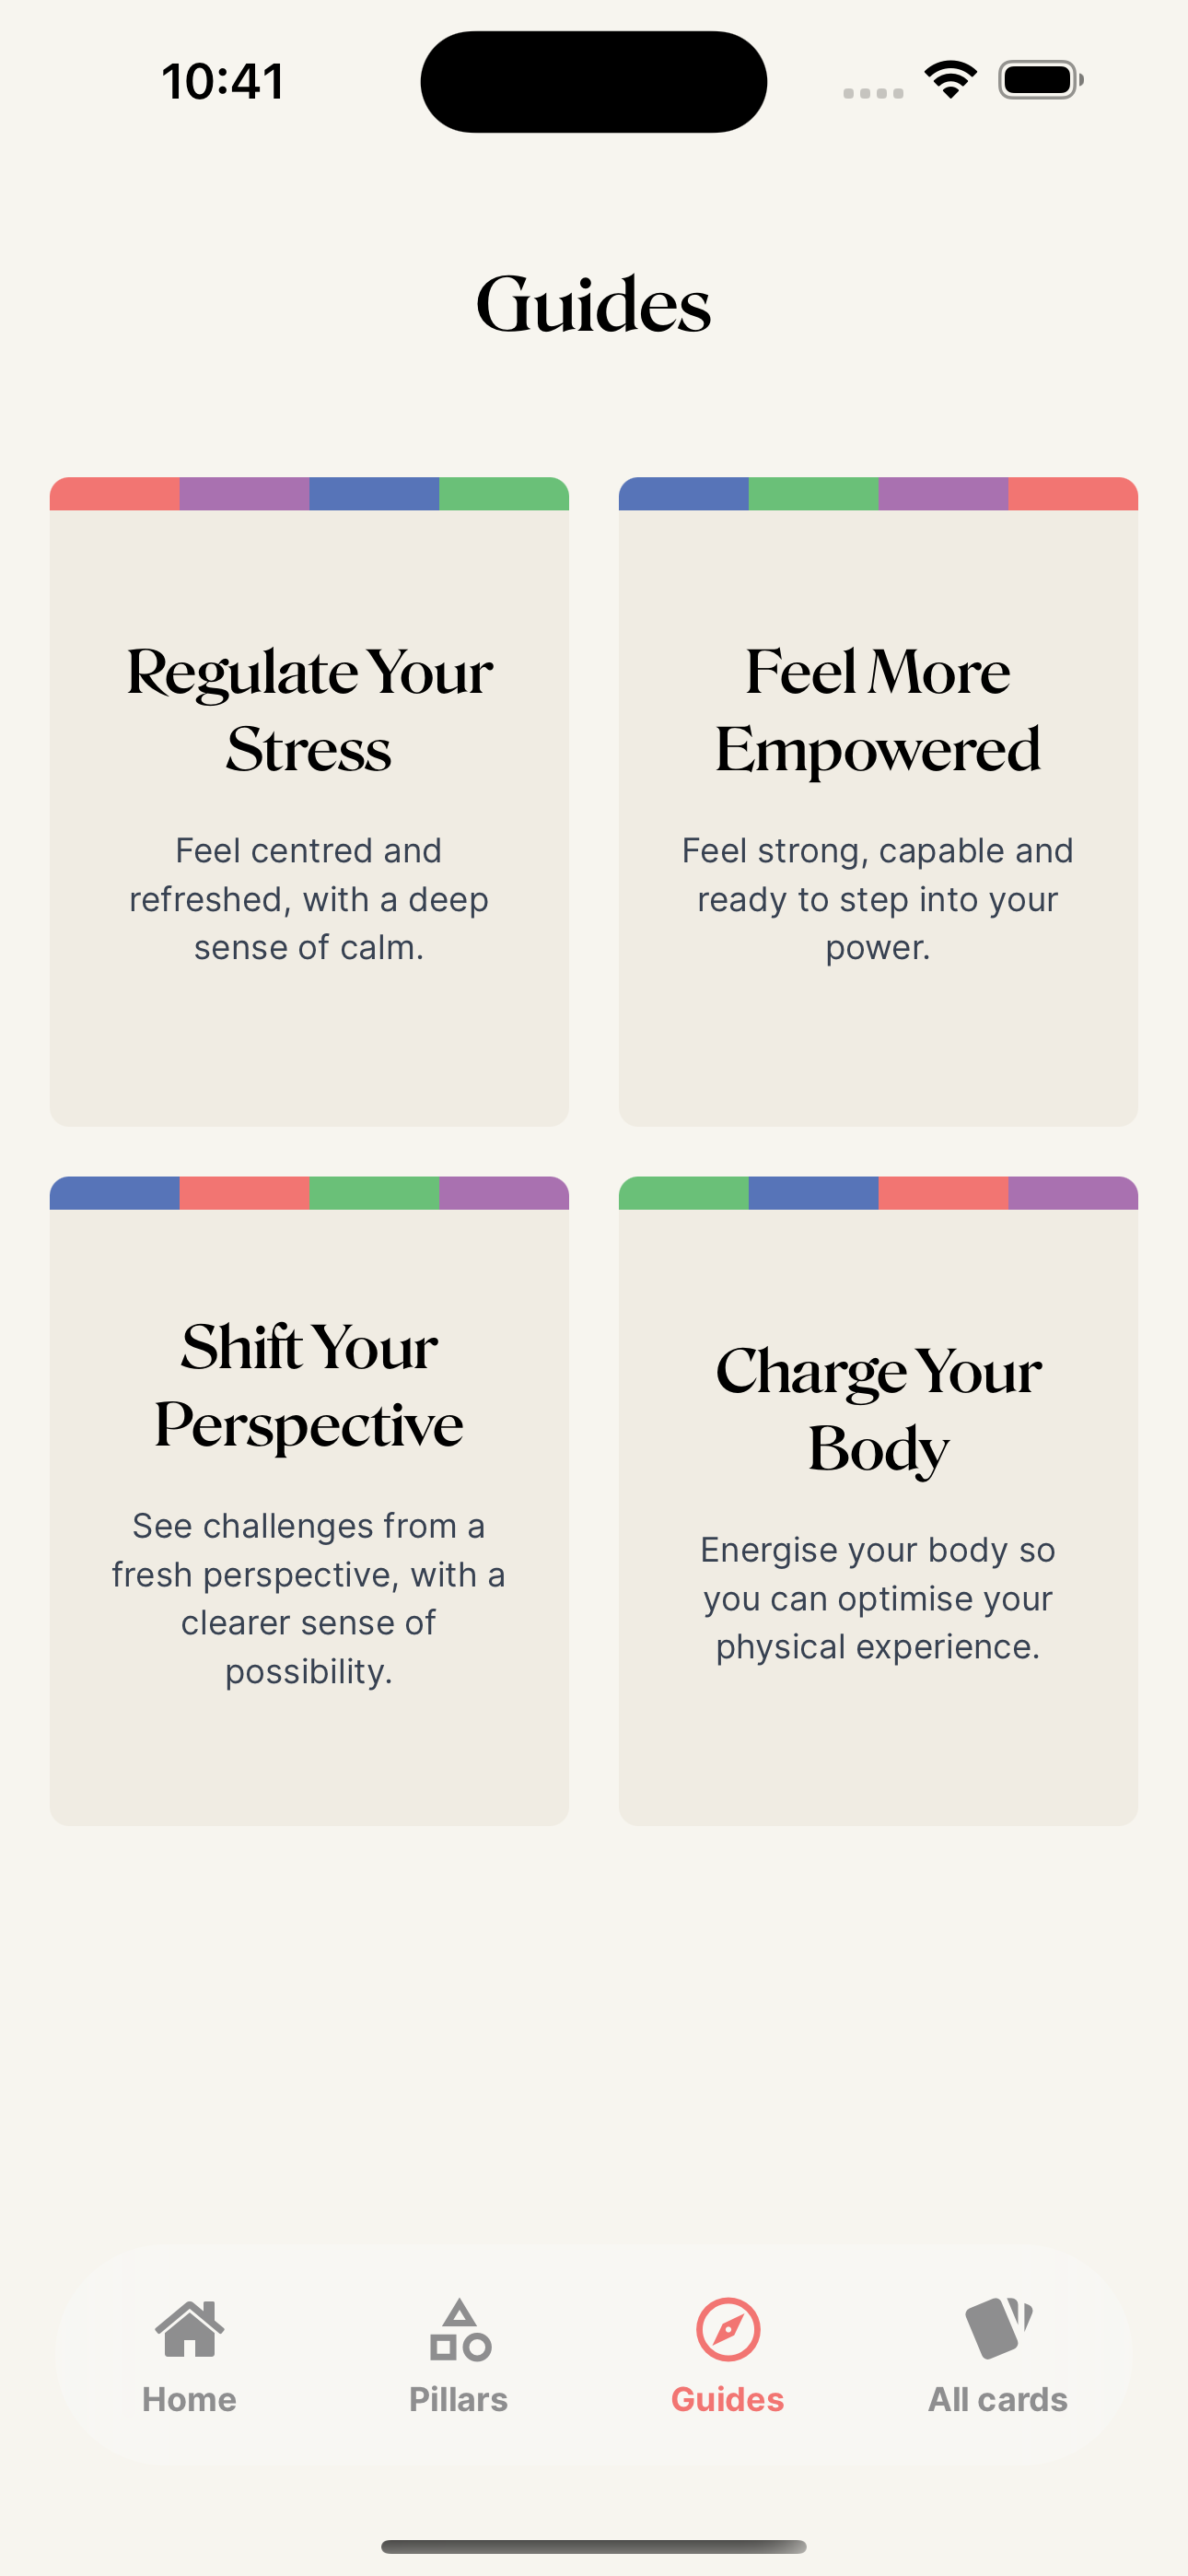 10:41
Guides
Regulate Your
Stress
Feel centred and
refreshed, with a deep
sense of calm.
Feel More
Empowered
Feel strong, capable and
ready to step into your
power.
Shift Your
Perspective
See challenges from a
fresh perspective, with a
clearer sense of
possibility.
Charge Your
Body
Energise your body so
you can optimise your
physical experience.
Home
Pillars
Guides
All cards